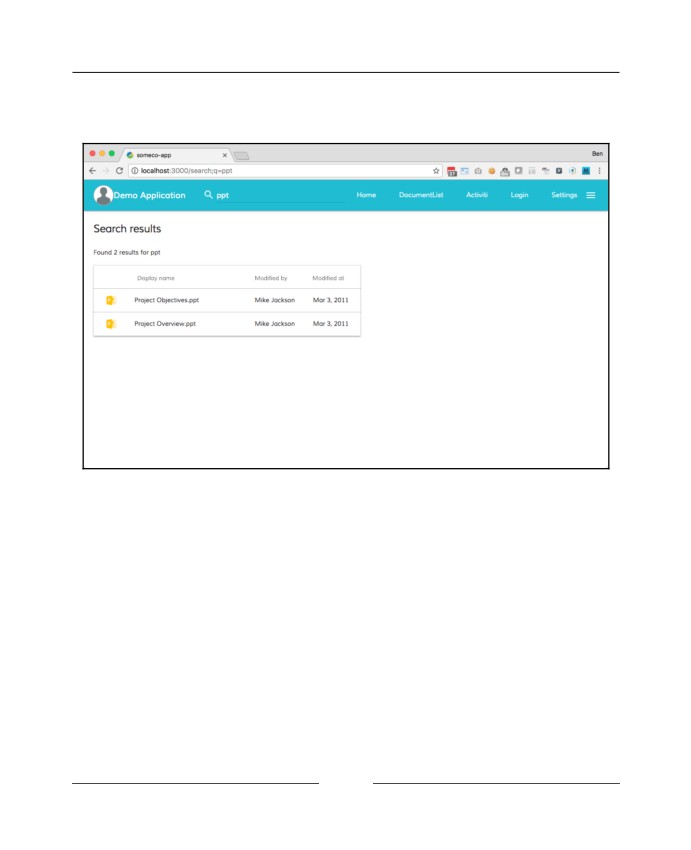 someco-app
Ben
localhost:3000/search;q=ppt
Demo Application
ppt
Home
DocumentList
Activiti
Login
Settings
Search results
Found 2 results for ppt
Display name
Modified by
Modified at
Project Objectives.ppt
Mike Jackson
Mar 3, 2011
Project Overview.ppt
Mike Jackson
Mar 3, 2011